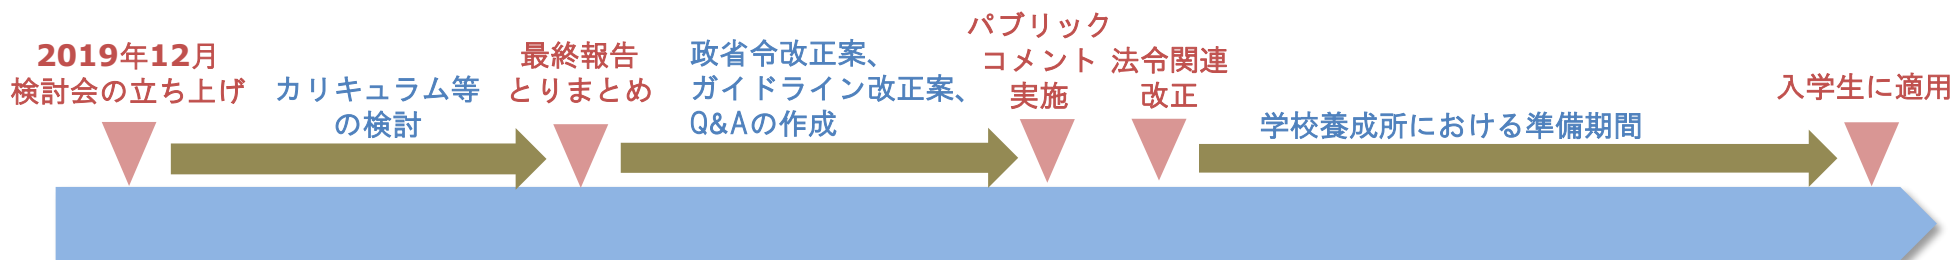 2019年12月
検討会の立ち上げ
カリキュラム等
の検討
最終報告
とりまとめ
政省令改正案、
ガイドライン改正案、
Q&Aの作成
パブリック
コメント
実施
法令関連
改正
学校養成所における準備期間
入学生に適用